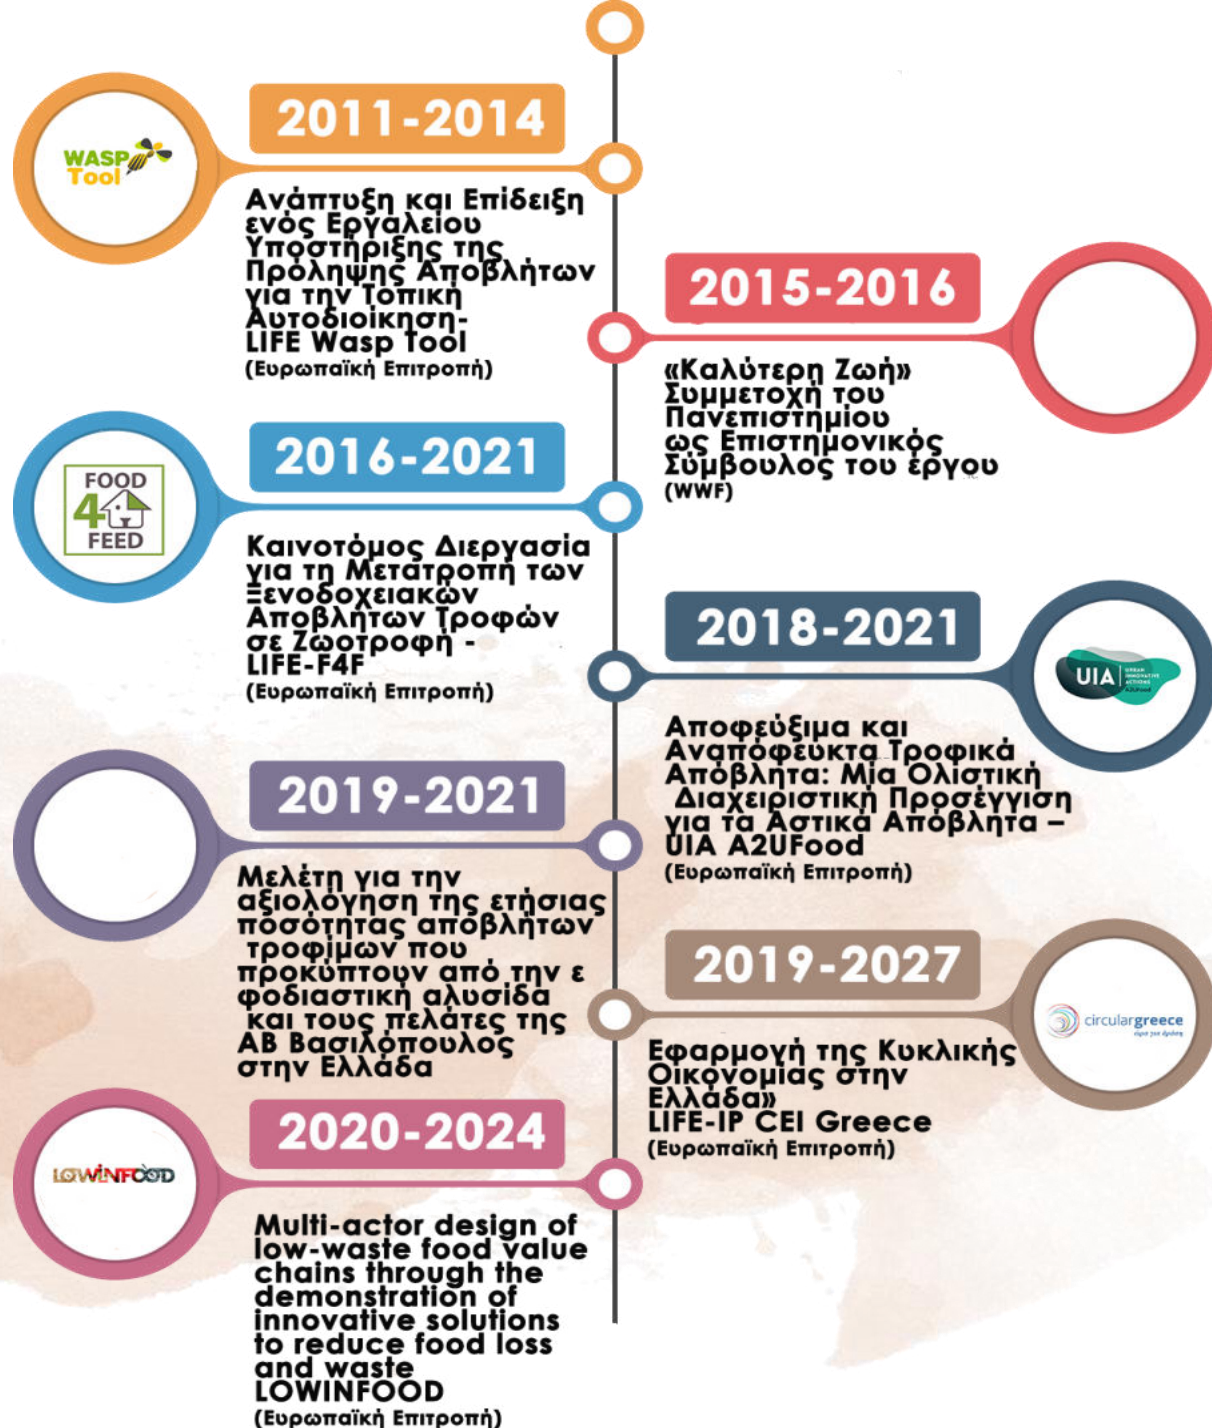 2011-2014
WASP
Tool
Ανάπτυξη και Επίδειξη
ενός Εργαλείου
Υποστήριξης της
Πρόληψης Αποβλήτων
για την Τοπική
Αυτοδιοίκηση-
LIFE Wasp Tool
(Ευρωπαϊκή Επιτροπή)
2015-2016
«Καλύτερη Ζωή»
Συμμετοχή του
Πανεπιστημίου
ως Επιστημονικός
Σύμβουλος του έργου
(WWF)
2016-2021
FOOD
4
FEED
Καινοτόμος Διεργασία
για τη Μετατροπή των
Ξενοδοχειακών
Αποβλήτων Τροφών
σε Ζωοτροφή -
LIFE-F4F
(Ευρωπαϊκή Επιτροπή)
2018-2021
UIA
URBAN
INNOVATIVE
ACTIONS
A2UFood
Αποφεύξιμα και
Αναπόφευκτα Τροφικά
Απόβλητα: Μία Ολιστική
Διαχειριστική Προσέγγιση
για τα Αστικά Απόβλητα –
UIA A2UFood
(Ευρωπαϊκή Επιτροπή)
2019-2021
Μελέτη για την
αξιολόγηση της ετήσιας
ποσότητας αποβλήτων
τροφίμων που
προκύπτουν από την ε
φοδιαστική αλυσίδα
και τους πελάτες της
ΑΒ Βασιλόπουλος
στην Ελλάδα
2019-2027
circulargreece
είμαι για δράση
Εφαρμογή της Κυκλικής
Οικονομίας στην
Ελλάδα»
LIFE-IP CEI Greece
(Ευρωπαϊκή Επιτροπή)
2020-2024
LOWINFOOD
Multi-actor design of
low-waste food value
chains through the
demonstration of
innovative solutions
to reduce food loss
and waste
LOWINFOOD
(Ευρωπαϊκή Επιτροπή)